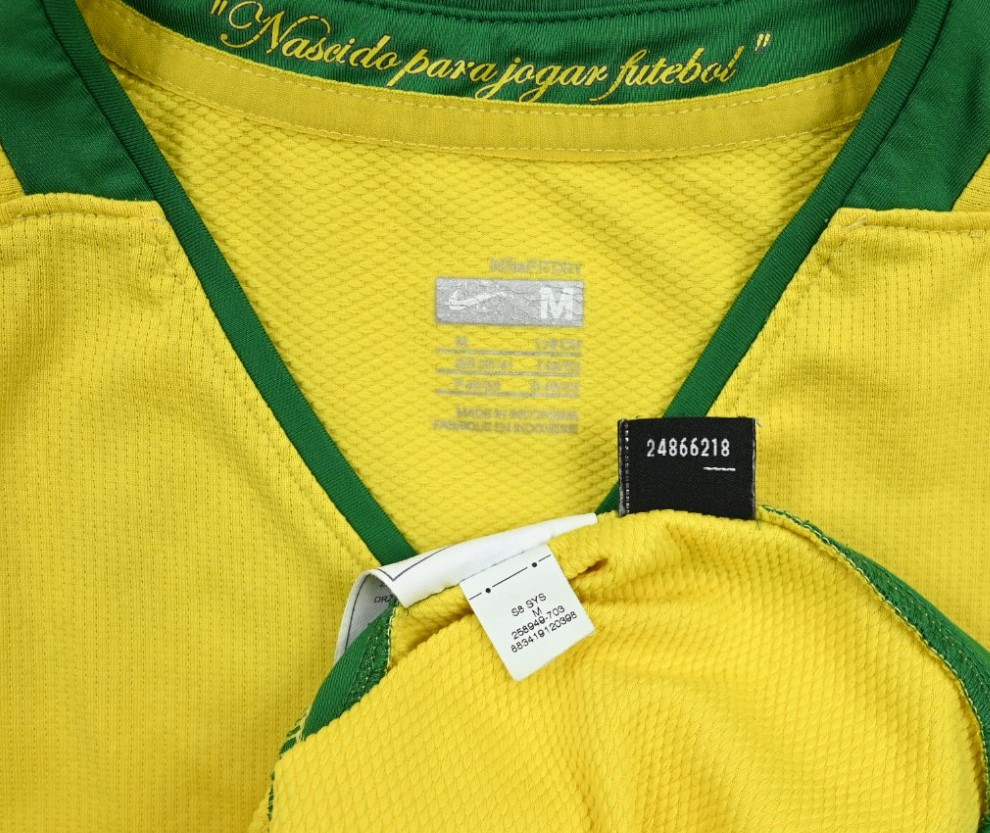 "Nascido para jogar futebol"
M
M
MADE IN INDONESIA
FABRIQUE EN INDONESIE
24866218
S8 SYS
M
258949-703
883419120398